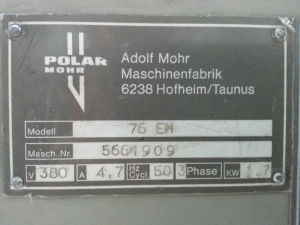 POLAR
MOHR
Adolf Mohr
Maschinenfabrik
6238 Hofheim/Taunus
Modell 76 EM
Masch. Nr. 5661909
V 380 A 4,7 Hz Cycl. 50 3 Phase KW 1,7